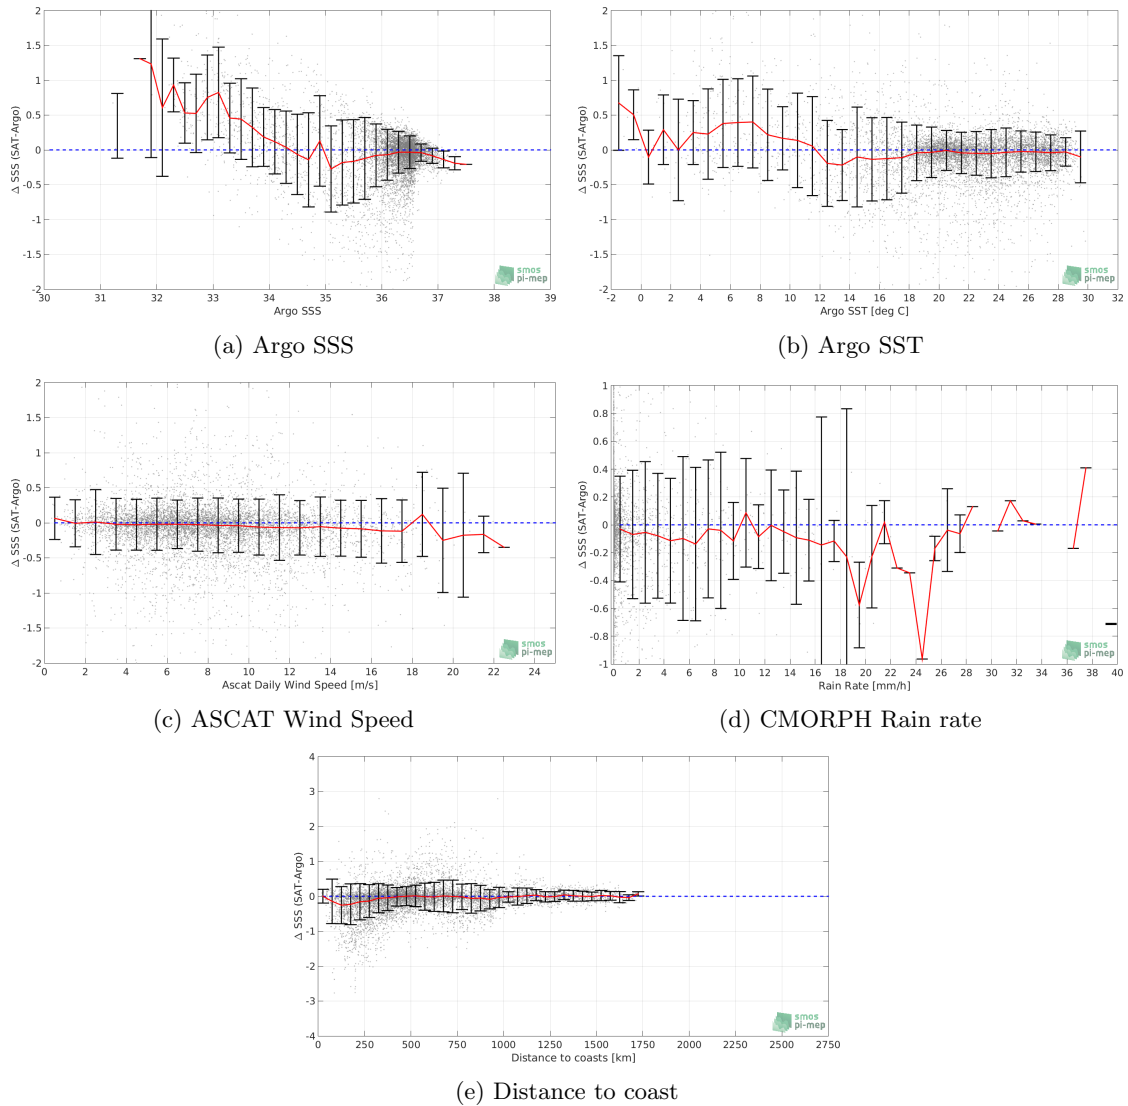 2
1.5
1
0.5
0
-0.5
-1
-1.5
-2
Δ SSS (SAT-Argo)
30 31 32 33 34 35 36 37 38 39
Argo SSS
smos
pi-mep
(a) Argo SSS
2
1.5
1
0.5
0
-0.5
-1
-1.5
-2
Δ SSS (SAT-Argo)
-2 0 2 4 6 8 10 12 14 16 18 20 22 24 26 28 30 32
Argo SST [deg C]
smos
pi-mep
(b) Argo SST
2
1.5
1
0.5
0
-0.5
-1
-1.5
-2
Δ SSS (SAT-Argo)
0 2 4 6 8 10 12 14 16 18 20 22 24
Ascat Daily Wind Speed [m/s]
smos
pi-mep
(c) ASCAT Wind Speed
1
0.8
0.6
0.4
0.2
0
-0.2
-0.4
-0.6
-0.8
-1
Δ SSS (SAT-Argo)
0 2 4 6 8 10 12 14 16 18 20 22 24 26 28 30 32 34 36 38 40
Rain Rate [mm/h]
smos
pi-mep
(d) CMORPH Rain rate
4
3
2
1
0
-1
-2
-3
-4
Δ SSS (SAT-Argo)
0 250 500 750 1000 1250 1500 1750 2000 2250 2500 2750
Distance to coasts [km]
smos
pi-mep
(e) Distance to coast